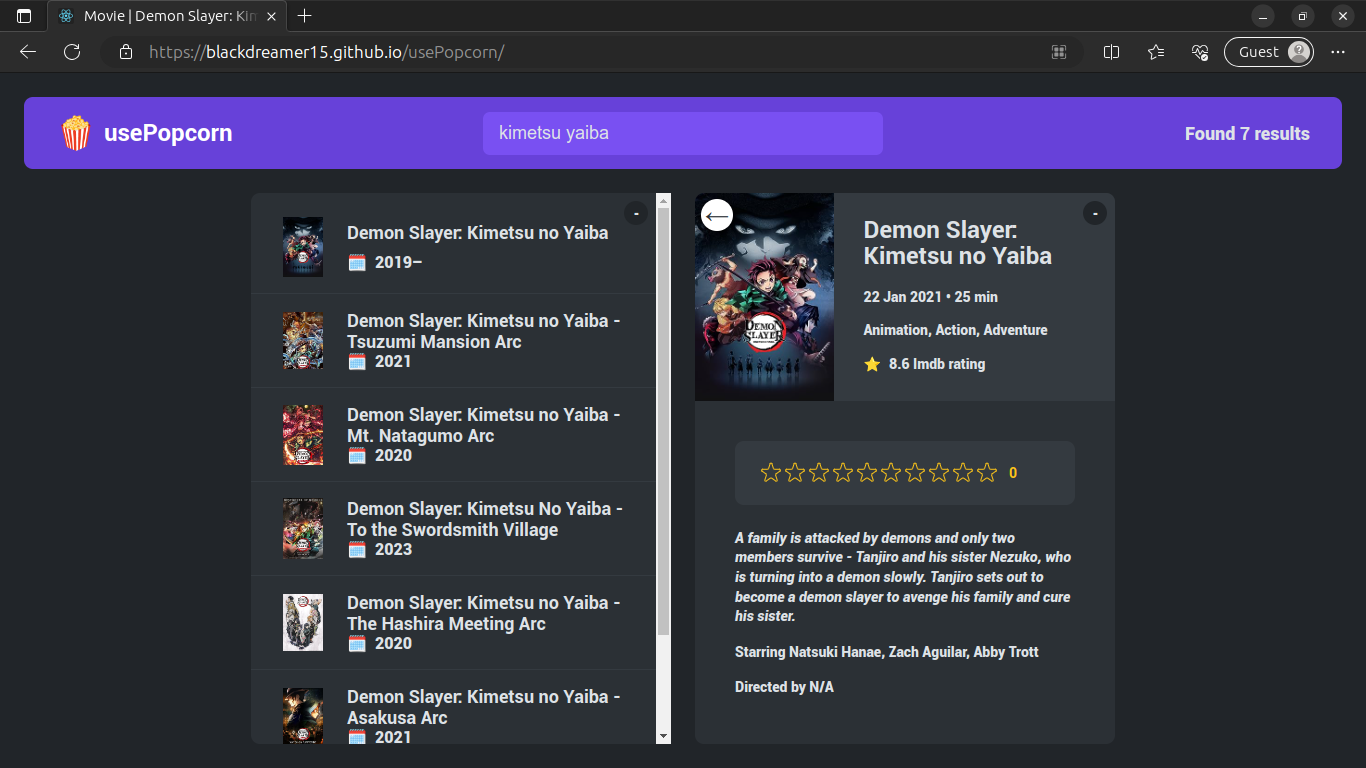 Movie | Demon Slayer: Kim
https://blackdreamer15.github.io/usePopcorn/
Guest
usePopcorn
kimetsu yaiba
Found 7 results
-
Demon Slayer: Kimetsu no Yaiba
2019–
Demon Slayer: Kimetsu no Yaiba -
Tsuzumi Mansion Arc
2021
Demon Slayer: Kimetsu no Yaiba -
Mt. Natagumo Arc
2020
Demon Slayer: Kimetsu No Yaiba -
To the Swordsmith Village
2023
Demon Slayer: Kimetsu no Yaiba -
The Hashira Meeting Arc
2020
Demon Slayer: Kimetsu no Yaiba -
Asakusa Arc
2021
←
DEMON
SLAYER
-
Demon Slayer:
Kimetsu no Yaiba
22 Jan 2021 • 25 min
Animation, Action, Adventure
⭐ 8.6 Imdb rating
0
A family is attacked by demons and only two
members survive - Tanjiro and his sister Nezuko, who
is turning into a demon slowly. Tanjiro sets out to
become a demon slayer to avenge his family and cure
his sister.
Starring Natsuki Hanae, Zach Aguilar, Abby Trott
Directed by N/A